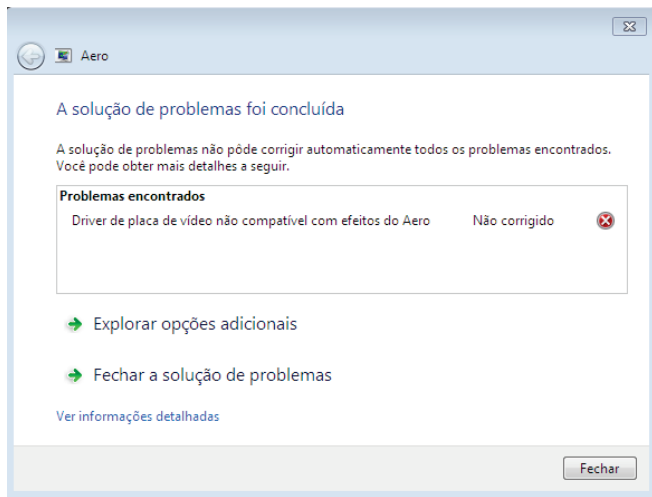 Aero
A solução de problemas foi concluída
A solução de problemas não pôde corrigir automaticamente todos os problemas encontrados.
Você pode obter mais detalhes a seguir.
Problemas encontrados
Driver de placa de vídeo não compatível com efeitos do Aero Não corrigido
Explorar opções adicionais
Fechar a solução de problemas
Ver informações detalhadas
Fechar